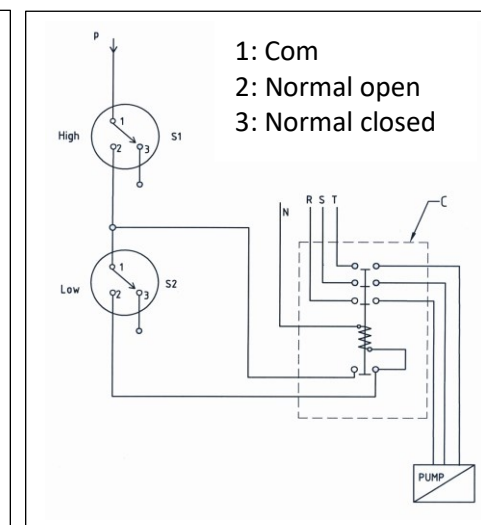 p
1: Com
2: Normal open
3: Normal closed
1
High
S1
2
3
N
R S T
C
1
Low
S2
2
3
PUMP